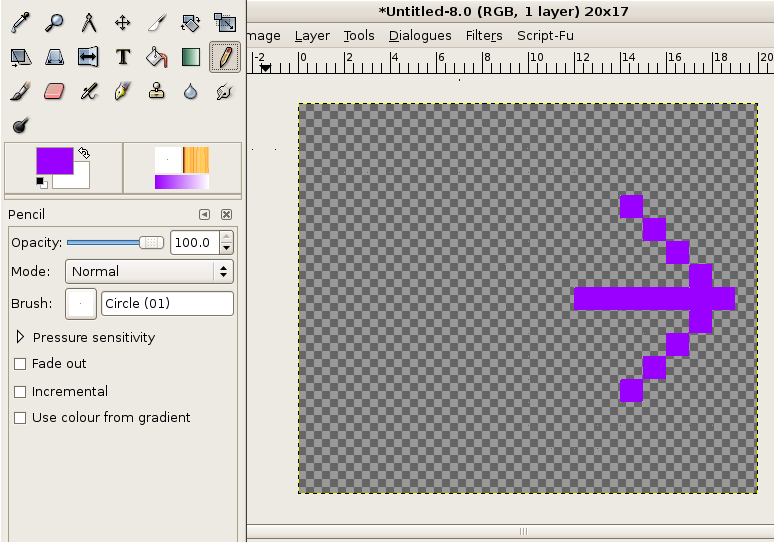 *Untitled-8.0 (RGB, 1 layer) 20x17
mage Layer Tools Dialogues Filters Script-Fu
-2 0 2 4 6 8 10 12 14 16 18 20
T
Pencil
Opacity: 100.0
Mode: Normal
Brush: Circle (01)
Pressure sensitivity
Fade out
Incremental
Use colour from gradient